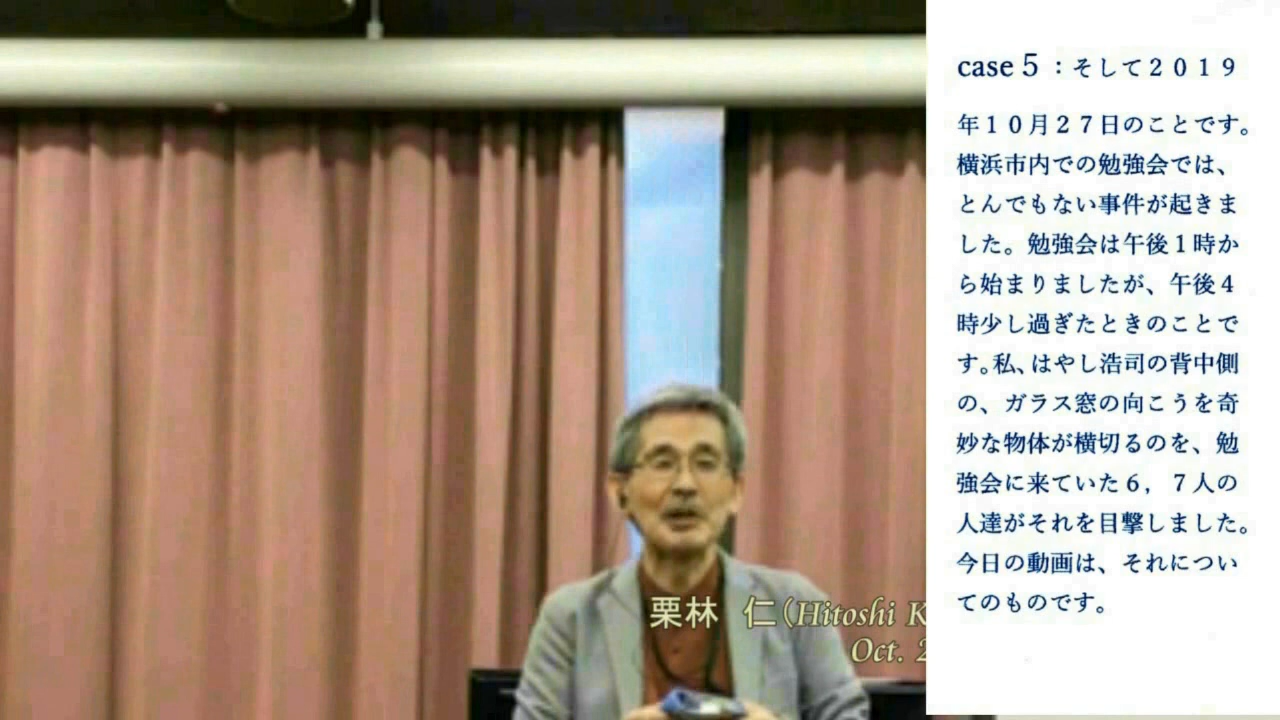 case５：そして２０１９
年１０月２７日のことです。
横浜市内での勉強会では、
とんでもない事件が起きま
した。勉強会は午後１時か
ら始まりましたが、午後４
時少し過ぎたときのことで
す。私、はやし浩司の背中側
の、ガラス窓の向こうを奇
妙な物体が横切るのを、勉
強会に来ていた６，７人の
人達がそれを目撃しました。
今日の動画は、それについ
てのものです。
栗林　仁（Hitoshi K
Oct. 2